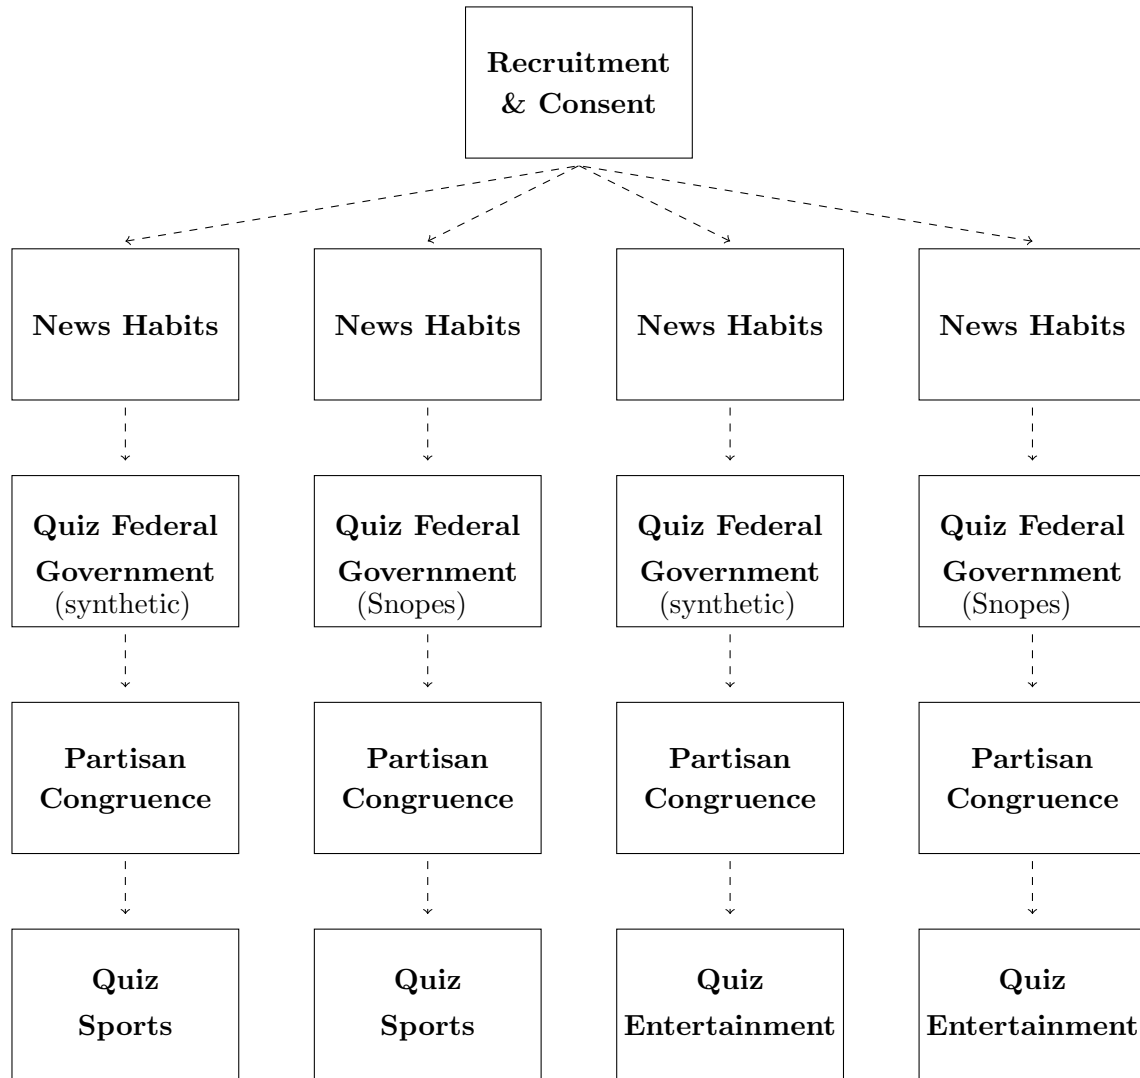 Recruitment
& Consent
News Habits
News Habits
News Habits
News Habits
Quiz Federal
Government
(synthetic)
Quiz Federal
Government
(Snopes)
Quiz Federal
Government
(synthetic)
Quiz Federal
Government
(Snopes)
Partisan
Congruence
Partisan
Congruence
Partisan
Congruence
Partisan
Congruence
Quiz
Sports
Quiz
Sports
Quiz
Entertainment
Quiz
Entertainment